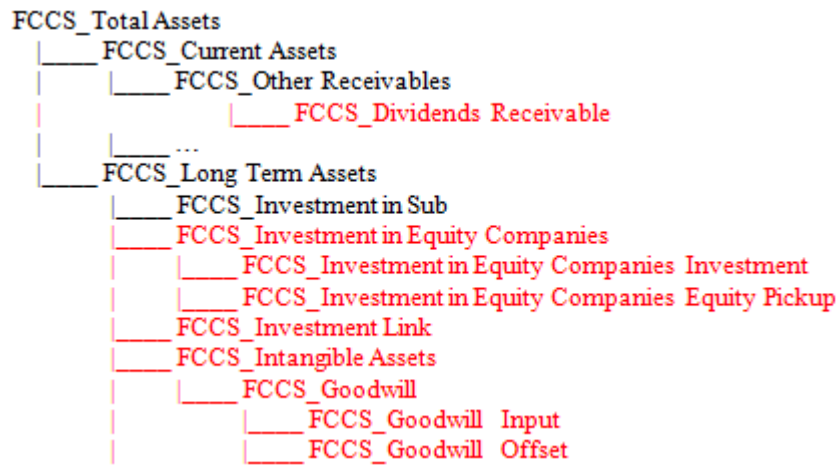 FCCS_Total Assets
FCCS_Current Assets
FCCS_Other Receivables
FCCS_Dividends Receivable
...
FCCS_Long Term Assets
FCCS_Investment in Sub
FCCS_Investment in Equity Companies
FCCS_Investment in Equity Companies Investment
FCCS_Investment in Equity Companies Equity Pickup
FCCS_Investment Link
FCCS_Intangible Assets
FCCS_Goodwill
FCCS_Goodwill Input
FCCS_Goodwill Offset